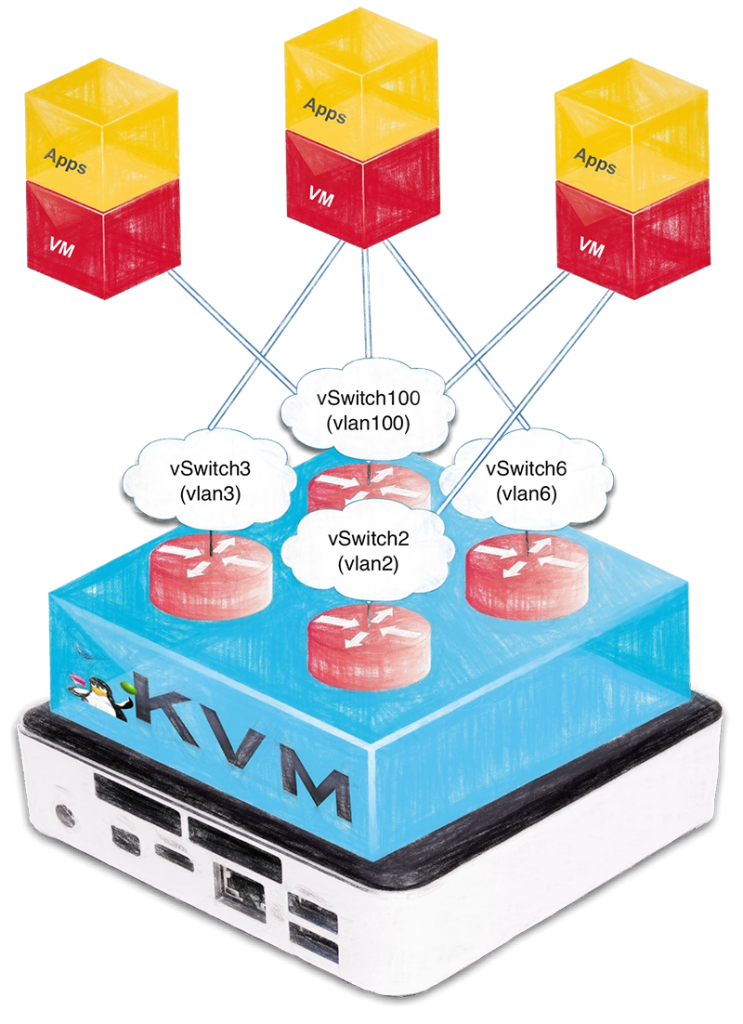 Apps
VM
Apps
VM
Apps
VM
vSwitch100
(vlan100)
vSwitch3
(vlan3)
vSwitch6
(vlan6)
vSwitch2
(vlan2)
KVM